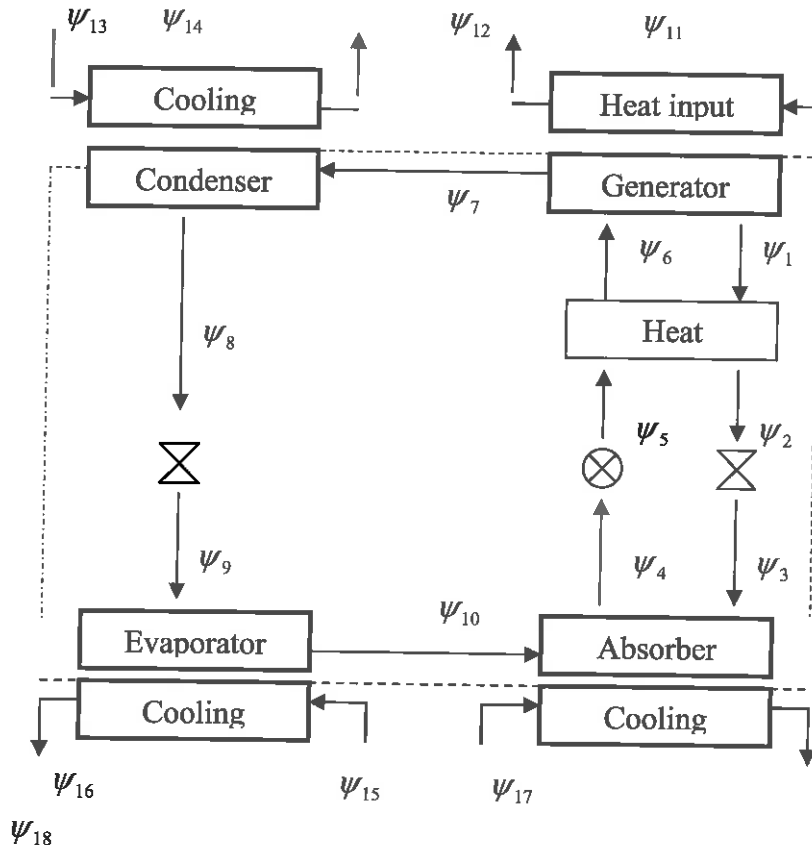 ψ13 ψ14 ψ12 ψ11
Cooling Heat input
Condenser Generator
ψ7
ψ6 ψ1
Heat
ψ8
ψ5 ψ2
ψ9 ψ4 ψ3
ψ10
Evaporator Absorber
Cooling Cooling
ψ16 ψ15 ψ17
ψ18